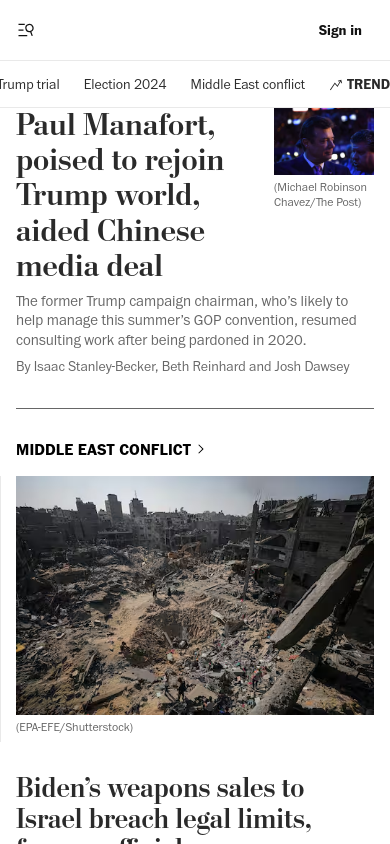 Sign in
Trump trial Election 2024 Middle East conflict TREND
Paul Manafort,
poised to rejoin
Trump world,
aided Chinese
media deal
(Michael Robinson
Chavez/The Post)
The former Trump campaign chairman, who’s likely to
help manage this summer’s GOP convention, resumed
consulting work after being pardoned in 2020.
By Isaac Stanley-Becker, Beth Reinhard and Josh Dawsey
MIDDLE EAST CONFLICT
(EPA-EFE/Shutterstock)
Biden’s weapons sales to
Israel breach legal limits,